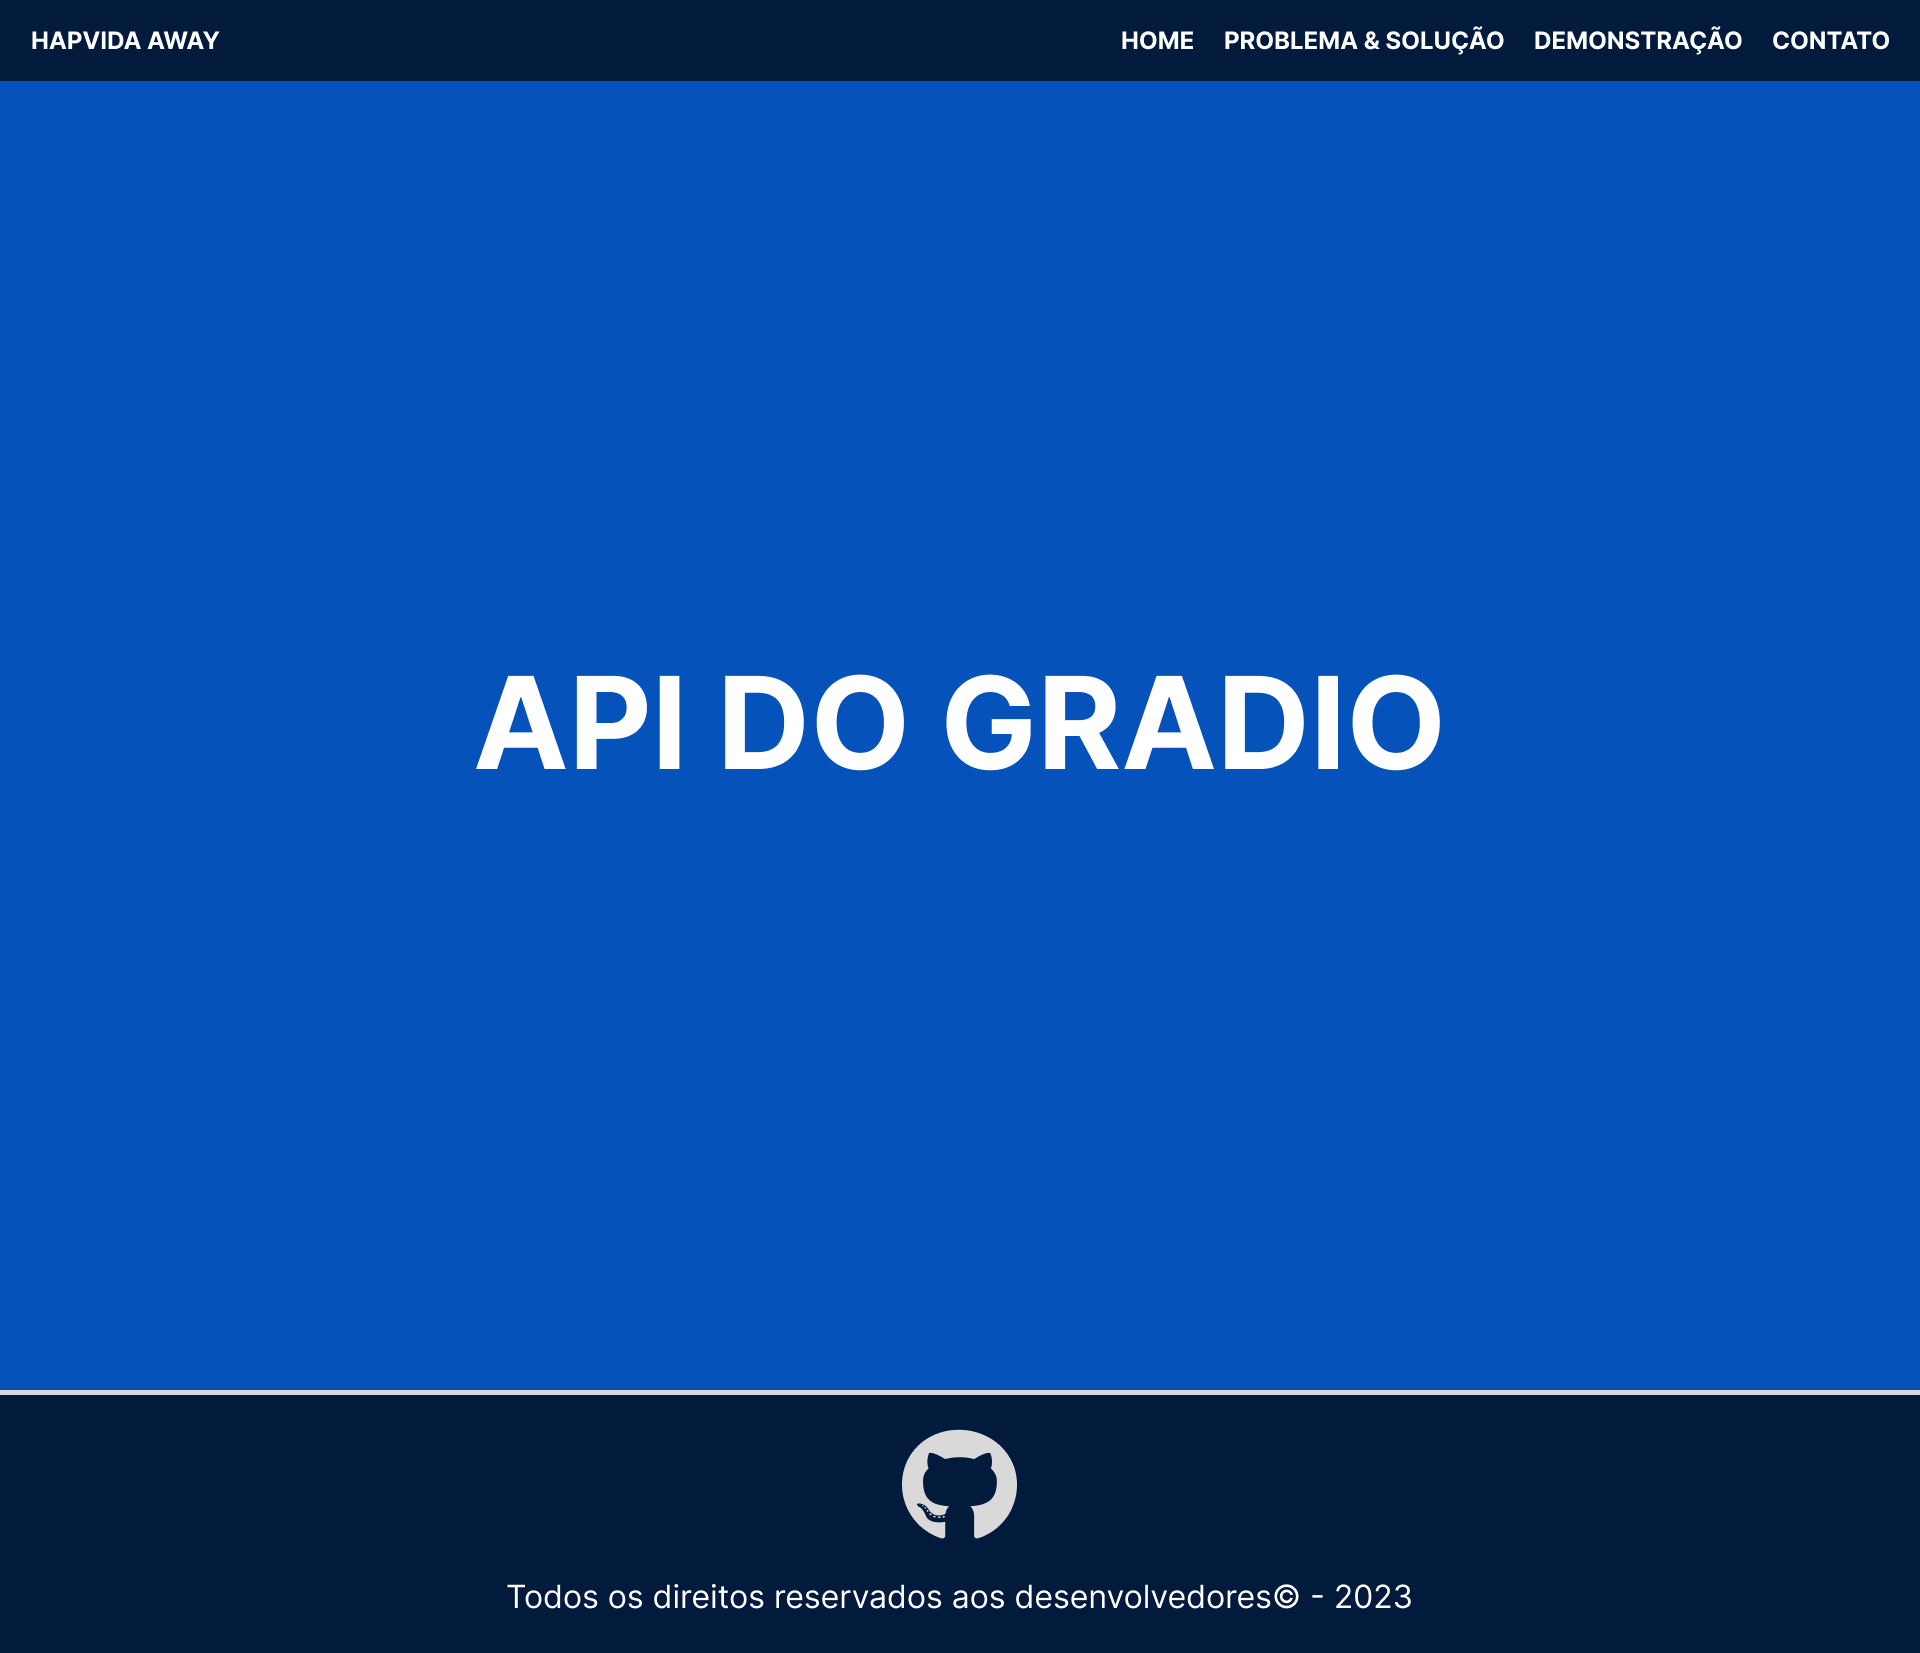 HAPVIDA AWAY
HOME PROBLEMA & SOLUÇÃO DEMONSTRAÇÃO CONTATO
API DO GRADIO
Todos os direitos reservados aos desenvolvedores© - 2023